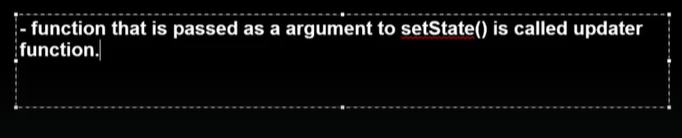 - function that is passed as a argument to setState() is called updater
function.